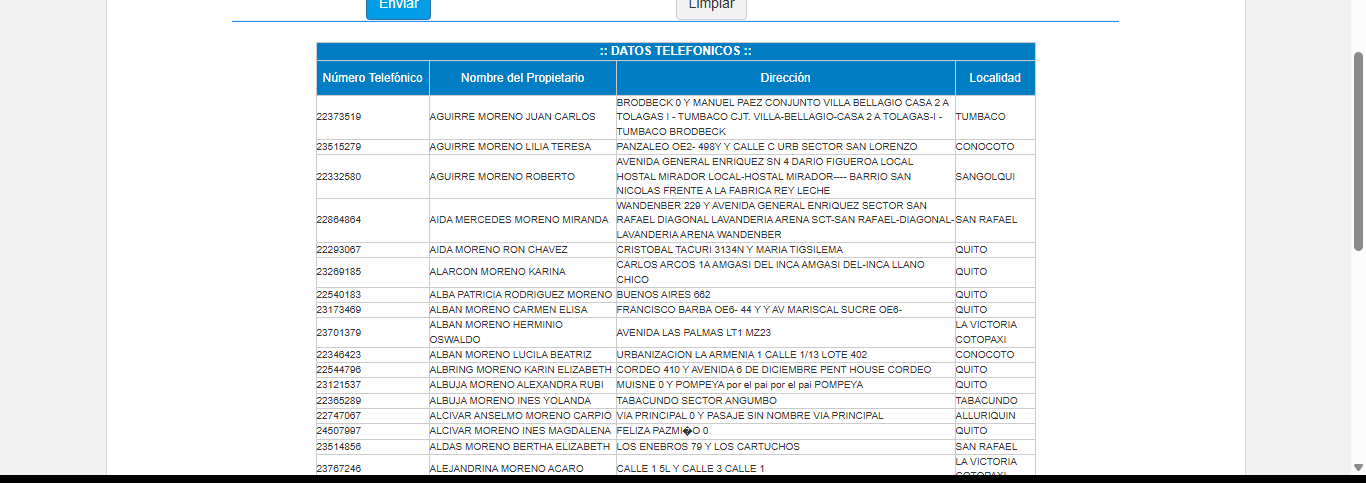 Enviar Limpiar
:: DATOS TELEFONICOS ::
Número Telefónico Nombre del Propietario Dirección Localidad
22373519 AGUIRRE MORENO JUAN CARLOS BRODBECK 0 Y MANUEL PAEZ CONJUNTO VILLA BELLAGIO CASA 2 A
TOLAGAS I - TUMBACO CJT. VILLA-BELLAGIO-CASA 2 A TOLAGAS-I -
TUMBACO BRODBECK TUMBACO
23515279 AGUIRRE MORENO LILIA TERESA PANZALEO OE2- 498Y Y CALLE C URB SECTOR SAN LORENZO CONOCOTO
22332580 AGUIRRE MORENO ROBERTO AVENIDA GENERAL ENRIQUEZ SN 4 DARIO FIGUEROA LOCAL
HOSTAL MIRADOR LOCAL-HOSTAL MIRADOR---- BARRIO SAN
NICOLAS FRENTE A LA FABRICA REY LECHE SANGOLQUI
22864864 AIDA MERCEDES MORENO MIRANDA WANDENBER 229 Y AVENIDA GENERAL ENRIQUEZ SECTOR SAN
RAFAEL DIAGONAL LAVANDERIA ARENA SCT-SAN RAFAEL-DIAGONAL-
LAVANDERIA ARENA WANDENBER SAN RAFAEL
22293067 AIDA MORENO RON CHAVEZ CRISTOBAL TACURI 3134N Y MARIA TIGSILEMA QUITO
23269185 ALARCON MORENO KARINA CARLOS ARCOS 1A AMGASI DEL INCA AMGASI DEL-INCA LLANO
CHICO QUITO
22540183 ALBA PATRICIA RODRIGUEZ MORENO BUENOS AIRES 662 QUITO
23173469 ALBAN MORENO CARMEN ELISA FRANCISCO BARBA OE6- 44 Y Y AV MARISCAL SUCRE OE6- QUITO
23701379 ALBAN MORENO HERMINIO
OSWALDO AVENIDA LAS PALMAS LT1 MZ23 LA VICTORIA
COTOPAXI
22346423 ALBAN MORENO LUCILA BEATRIZ URBANIZACION LA ARMENIA 1 CALLE 1/13 LOTE 402 CONOCOTO
22544796 ALBRING MORENO KARIN ELIZABETH CORDEO 410 Y AVENIDA 6 DE DICIEMBRE PENT HOUSE CORDEO QUITO
23121537 ALBUJA MORENO ALEXANDRA RUBI MUISNE 0 Y POMPEYA por el pai por el pai POMPEYA QUITO
22365289 ALBUJA MORENO INES YOLANDA TABACUNDO SECTOR ANGUMBO TABACUNDO
22747067 ALCIVAR ANSELMO MORENO CARPIO VIA PRINCIPAL 0 Y PASAJE SIN NOMBRE VIA PRINCIPAL ALLURIQUIN
24507997 ALCIVAR MORENO INES MAGDALENA FELIZA PAZMI�O 0 QUITO
23514856 ALDAS MORENO BERTHA ELIZABETH LOS ENEBROS 79 Y LOS CARTUCHOS SAN RAFAEL
23767246 ALEJANDRINA MORENO ACARO CALLE 1 5L Y CALLE 3 CALLE 1 LA VICTORIA
COTOPAXI